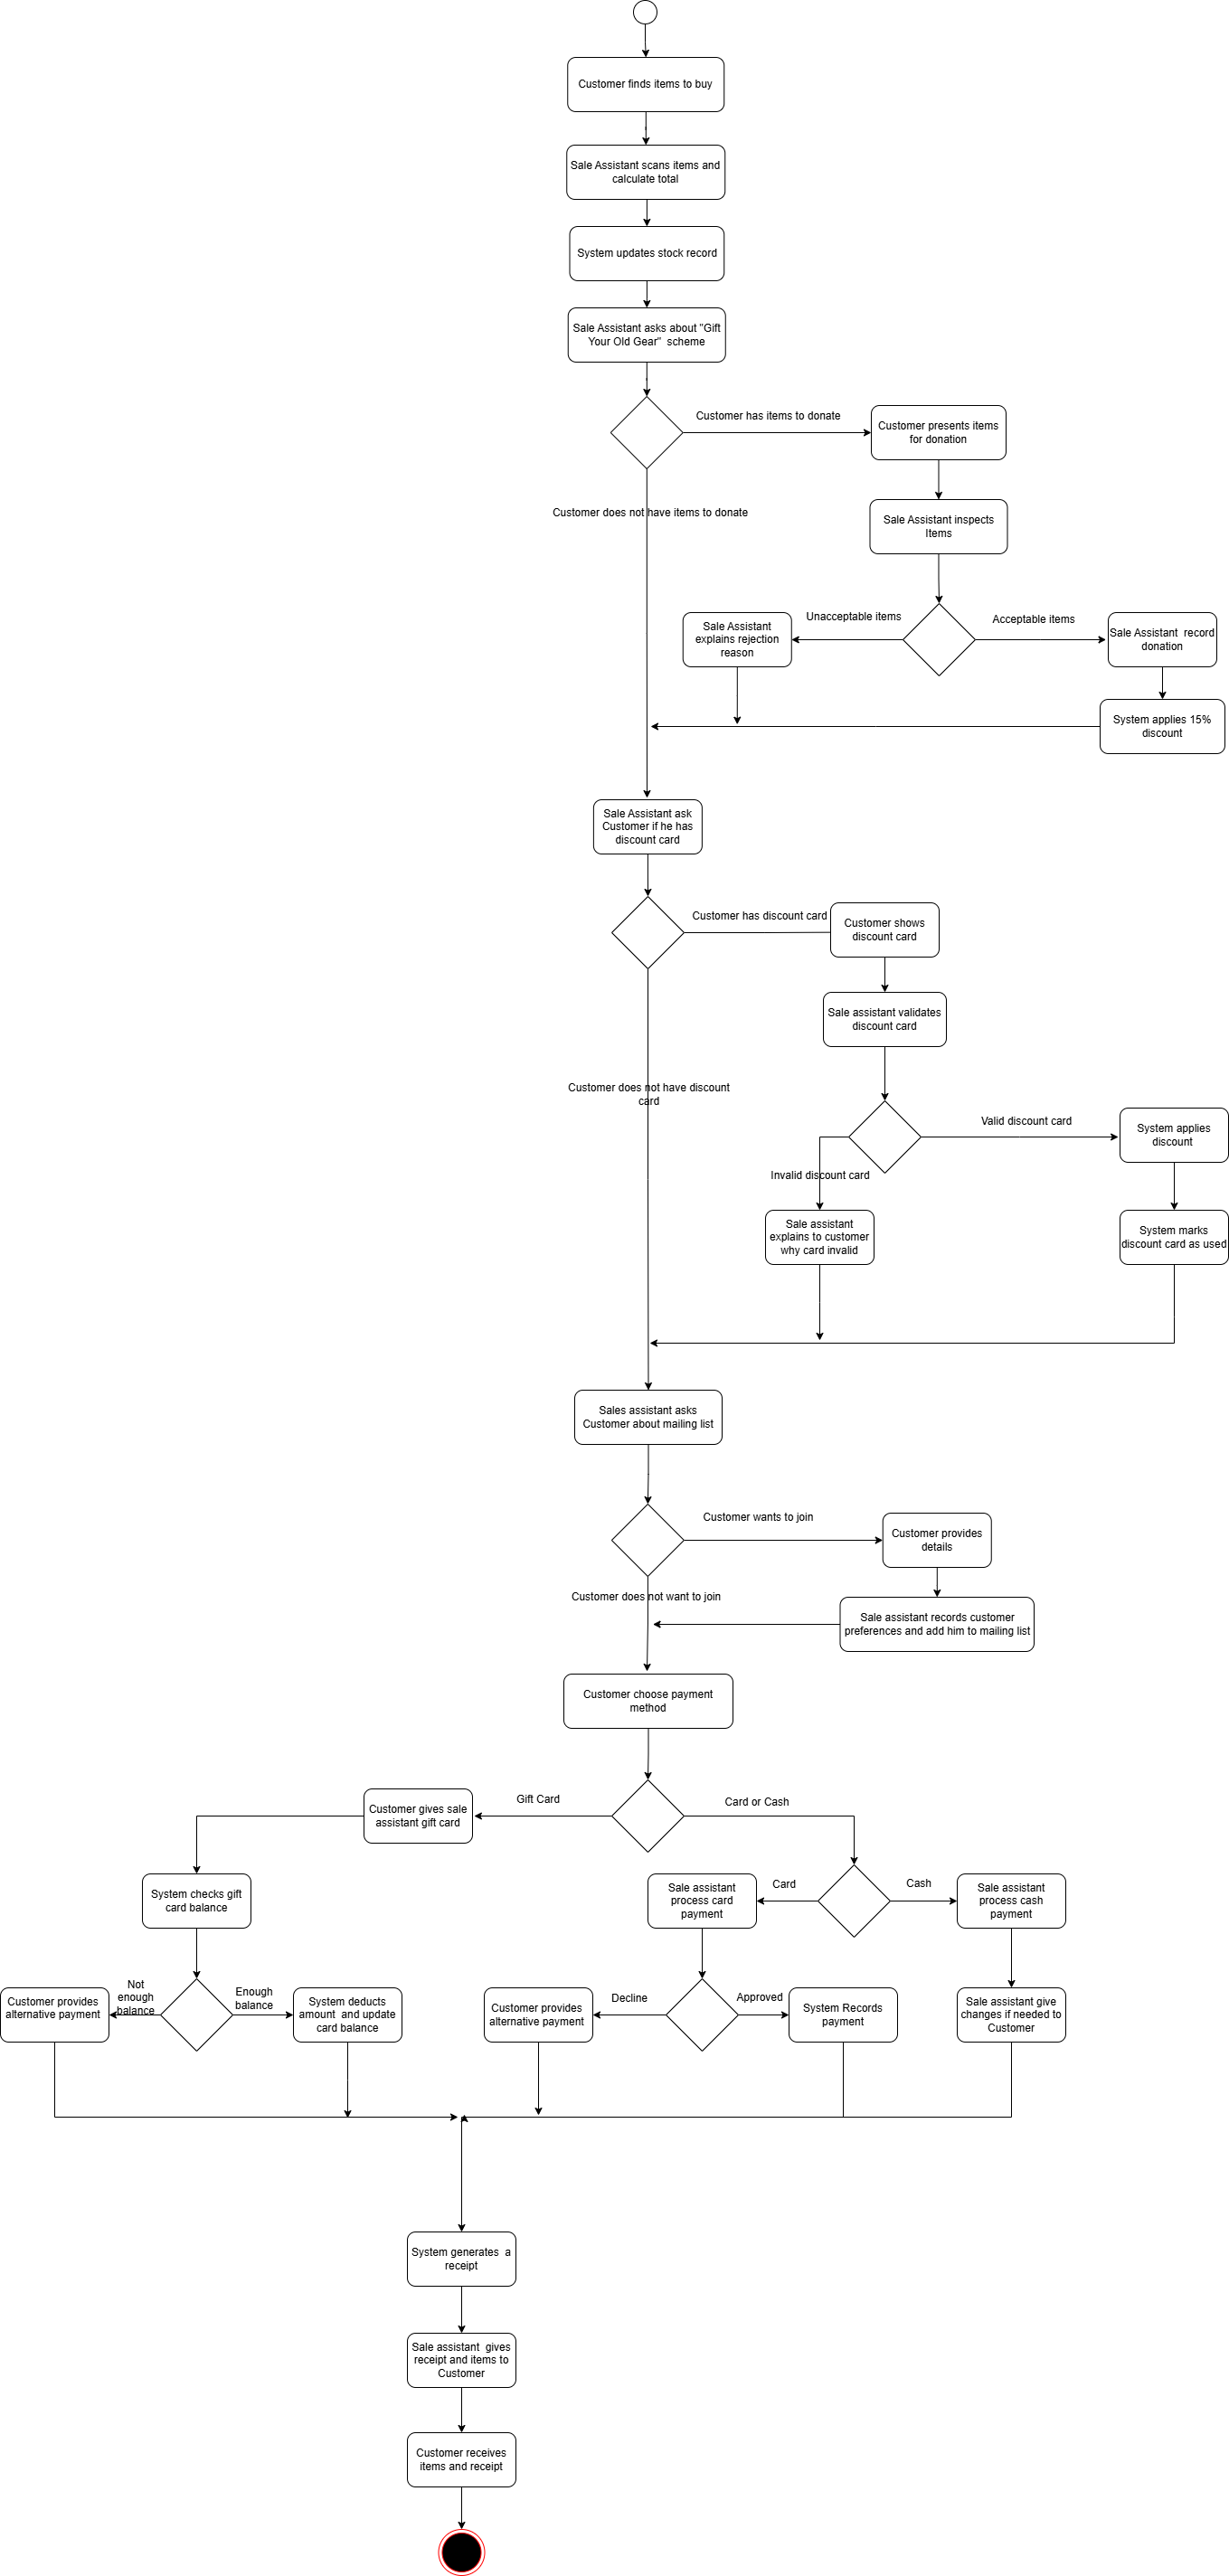 Customer finds items to buy
Sale Assistant scans items and
calculate total
System updates stock record
Sale Assistant asks about "Gift
Your Old Gear"  scheme
Customer has items to donate
Customer presents items
for donation
Customer does not have items to donate
Sale Assistant inspects
Items
Unacceptable items
Acceptable items
Sale Assistant
explains rejection
reason
Sale Assistant  record
donation
System applies 15%
discount
Sale Assistant ask
Customer if he has
discount card
Customer has discount card
Customer shows
discount card
Sale assistant validates
discount card
Customer does not have discount
card
Valid discount card
System applies
discount
Invalid discount card
Sale assistant
explains to customer
why card invalid
System marks
discount card as used
Sales assistant asks
Customer about mailing list
Customer wants to join
Customer provides
details
Customer does not want to join
Sale assistant records customer
preferences and add him to mailing list
Customer choose payment
method
Gift Card
Card or Cash
Customer gives sale
assistant gift card
System checks gift
card balance
Sale assistant
process card
payment
Card
Cash
Sale assistant
process cash
payment
Customer provides
alternative payment
Not
enough
balance
Enough
balance
System deducts
amount  and update
card balance
Customer provides
alternative payment
Decline
Approved
System Records
payment
Sale assistant give
changes if needed to
Customer
System generates  a
receipt
Sale assistant  gives
receipt and items to
Customer
Customer receives
items and receipt